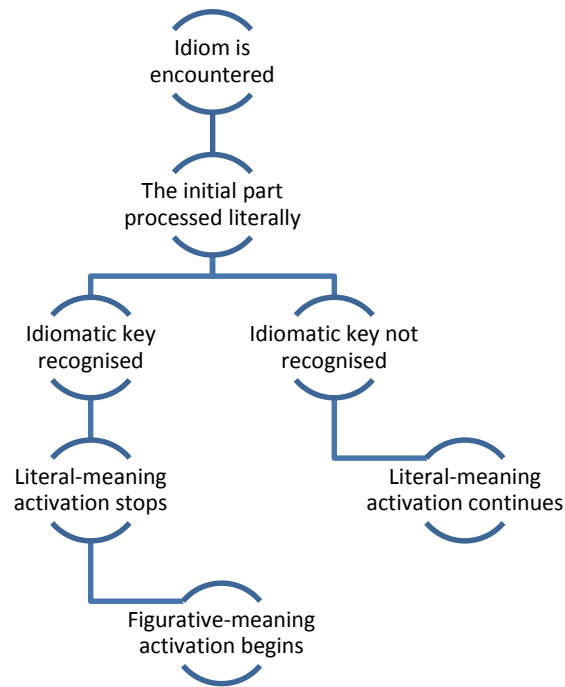 Idiom is
encountered
The initial part
processed literally
Idiomatic key
recognised
Idiomatic key not
recognised
Literal-meaning
activation stops
Literal-meaning
activation continues
Figurative-meaning
activation begins